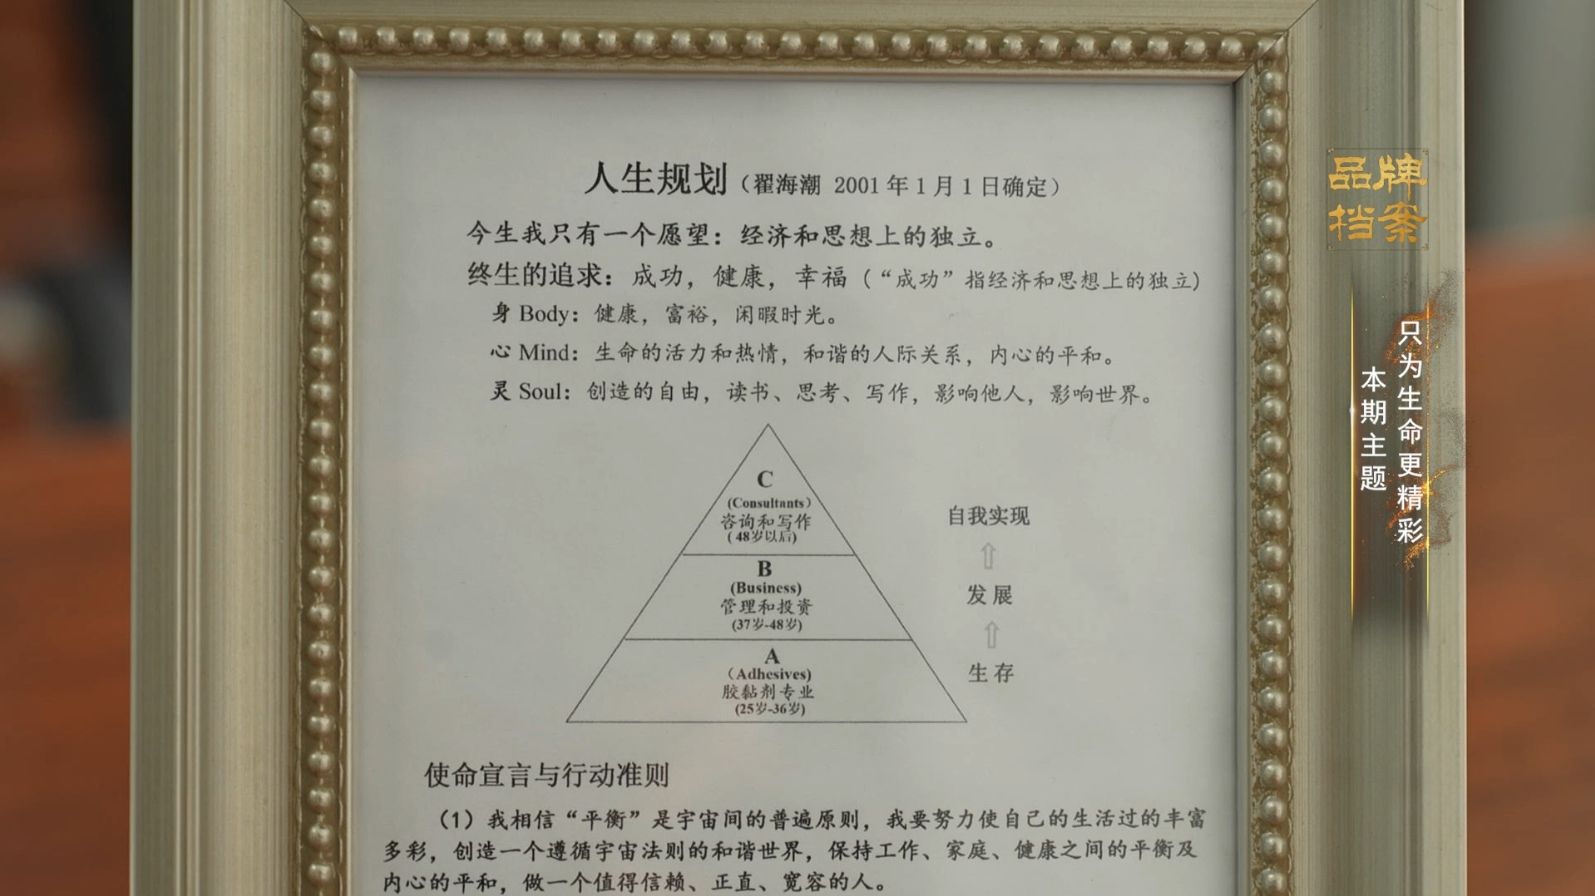 人生规划（翟海潮 2001年1月1日确定）
今生我只有一个愿望：经济和思想上的独立。
终生的追求：成功，健康，幸福（“成功”指经济和思想上的独立）
身 Body：健康，富裕，闲暇时光。
心 Mind：生命的活力和热情，和谐的人际关系，内心的平和。
灵 Soul：创造的自由，读书、思考、写作，影响他人，影响世界。
C
(Consultants）
咨询和写作
(48岁以后)
B
(Business)
管理和投资
(37岁-48岁)
A
（Adhesives)
胶黏剂专业
(25岁-36岁)
自我实现
⇧
发展
⇧
生存
使命宣言与行动准则
（1）我相信“平衡”是宇宙间的普遍原则，我要努力使自己的生活过的丰富
多彩，创造一个遵循宇宙法则的和谐世界，保持工作、家庭、健康之间的平衡及
内心的平和，做一个值得信赖、正直、宽容的人。
品牌
档案
本期主题
只为生命更精彩